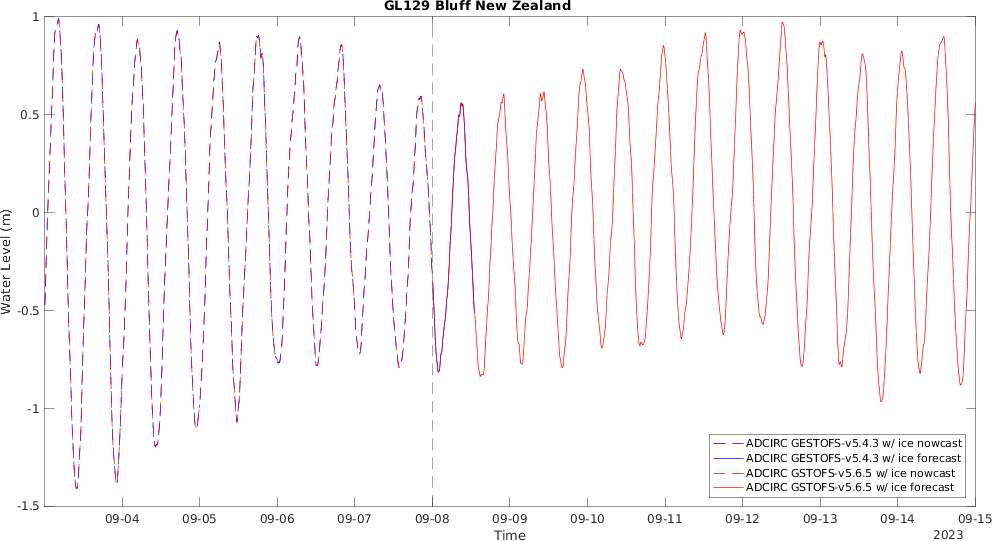 GL129 Bluff New Zealand
1
0.5
0
-0.5
-1
-1.5
Water Level (m)
09-04 09-05 09-06 09-07 09-08 09-09 09-10 09-11 09-12 09-13 09-14 09-15
Time
2023
ADCIRC GESTOFS-v5.4.3 w/ ice nowcast
ADCIRC GESTOFS-v5.4.3 w/ ice forecast
ADCIRC GSTOFS-v5.6.5 w/ ice nowcast
ADCIRC GSTOFS-v5.6.5 w/ ice forecast